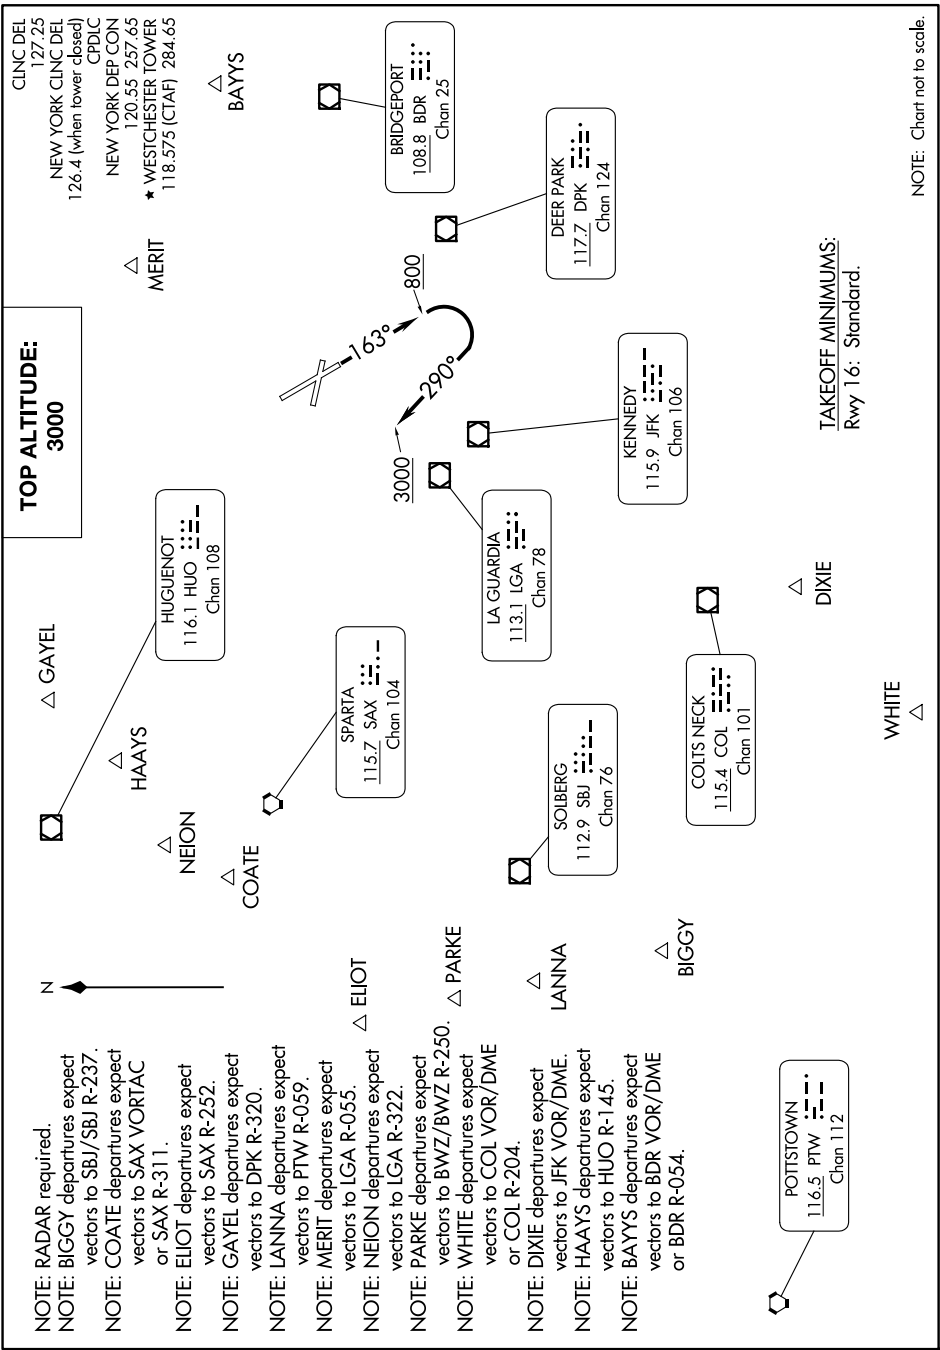 TOP ALTITUDE:
3000
CLNC DEL
127.25
NEW YORK CLNC DEL
126.4 (when tower closed)
CPDLC
NEW YORK DEP CON
120.55 257.65
★ WESTCHESTER TOWER
118.575 (CTAF) 284.65
N
GAYEL
HAAYS
NEION
COATE
ELIOT
PARKE
LANNA
BIGGY
MERIT
BAYYS
WHITE
DIXIE
HUGUENOT
116.1 HUO
Chan 108
SPARTA
115.7 SAX
Chan 104
BRIDGEPORT
108.8 BDR
Chan 25
DEER PARK
117.7 DPK
Chan 124
KENNEDY
115.9 JFK
Chan 106
LA GUARDIA
113.1 LGA
Chan 78
SOLBERG
112.9 SBJ
Chan 76
COLTS NECK
115.4 COL
Chan 101
POTTSTOWN
116.5 PTW
Chan 112
163°
800
290°
3000
NOTE: RADAR required.
NOTE: BIGGY departures expect
vectors to SBJ/SBJ R-237.
NOTE: COATE departures expect
vectors to SAX VORTAC
or SAX R-311.
NOTE: ELIOT departures expect
vectors to SAX R-252.
NOTE: GAYEL departures expect
vectors to DPK R-320.
NOTE: LANNA departures expect
vectors to PTW R-059.
NOTE: MERIT departures expect
vectors to LGA R-055.
NOTE: NEION departures expect
vectors to LGA R-322.
NOTE: PARKE departures expect
vectors to BWZ/BWZ R-250.
NOTE: WHITE departures expect
vectors to COL VOR/DME
or COL R-204.
NOTE: DIXIE departures expect
vectors to JFK VOR/DME.
NOTE: HAAYS departures expect
vectors to HUO R-145.
NOTE: BAYYS departures expect
vectors to BDR VOR/DME
or BDR R-054.
TAKEOFF MINIMUMS:
Rwy 16: Standard.
NOTE: Chart not to scale.